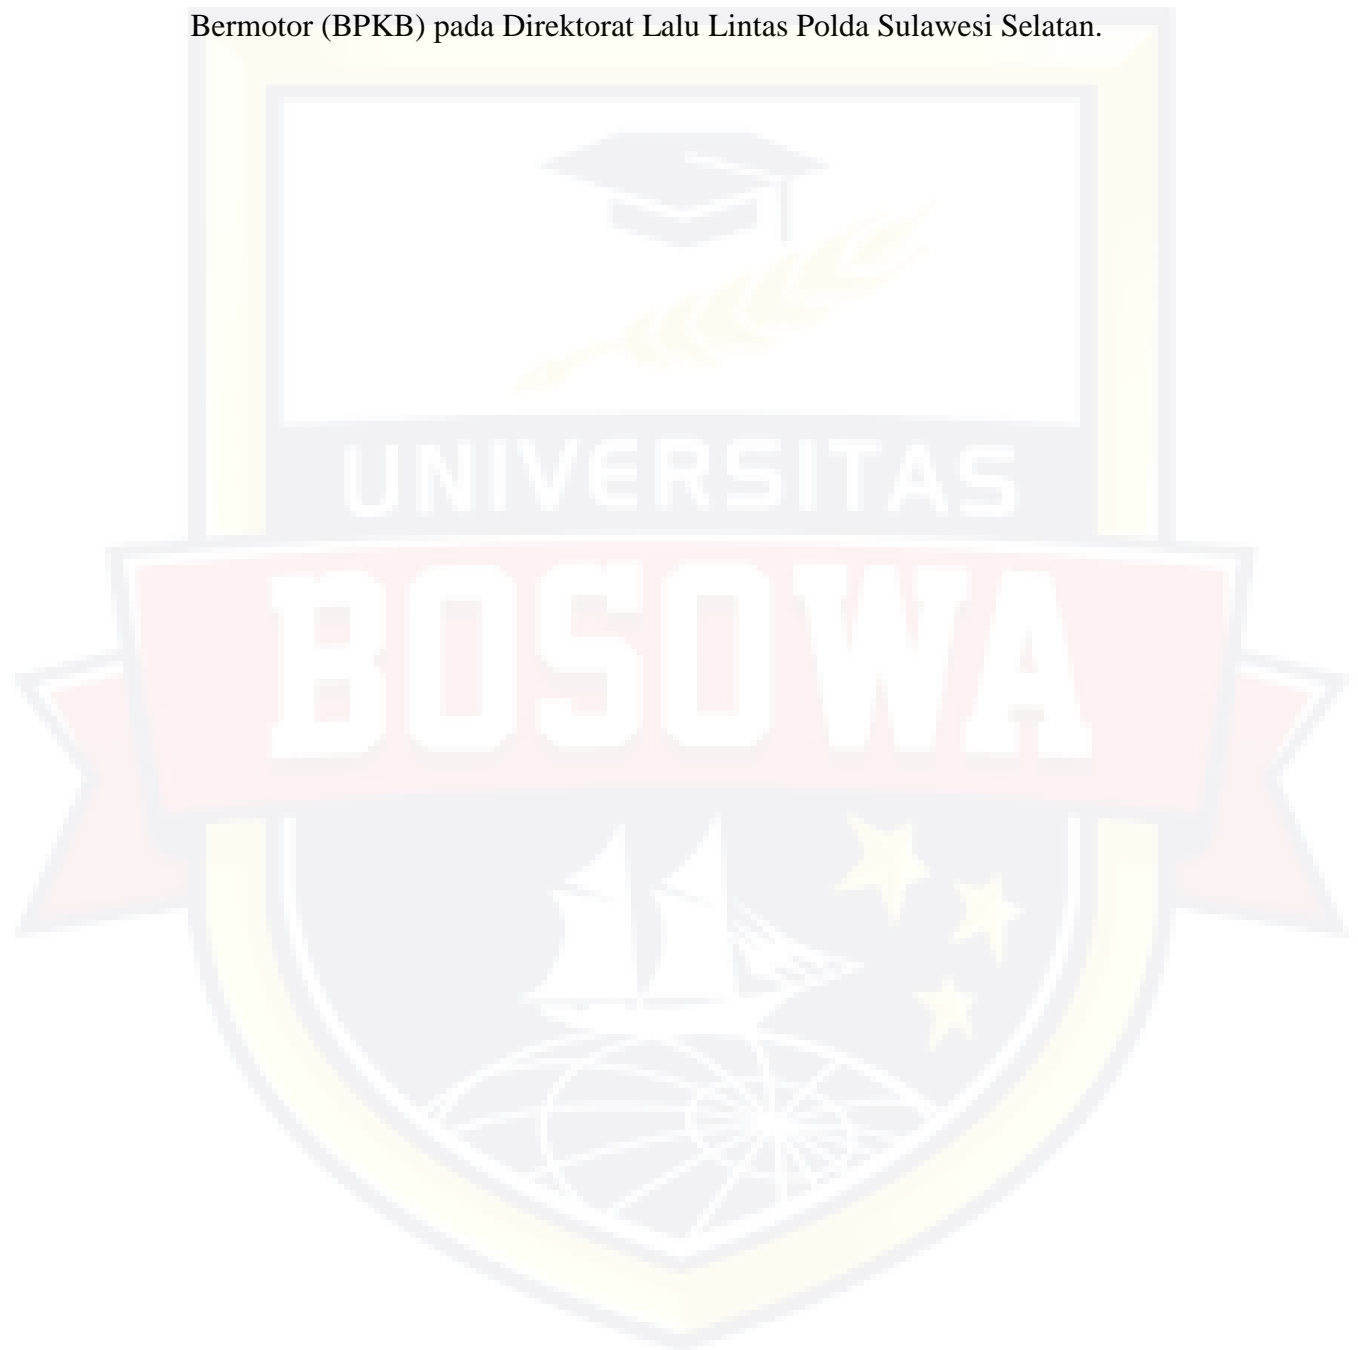 Bermotor (BPKB) pada Direktorat Lalu Lintas Polda Sulawesi Selatan.
UNIVERSITAS
BOSOWA